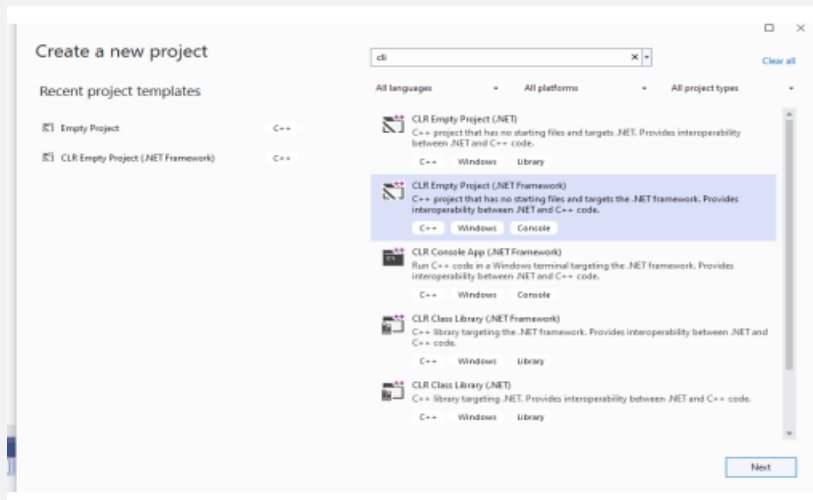 Create a new project
Recent project templates
Empty Project C++
CLR Empty Project (.NET Framework) C++
cli
Clear all
All languages All platforms All project types
CLR Empty Project (.NET)
C++ project that has no starting files and targets .NET. Provides interoperability
between .NET and C++ code.
C++ Windows Library
CLR Empty Project (.NET Framework)
C++ project that has no starting files and targets the .NET framework. Provides
interoperability between .NET and C++ code.
C++ Windows Console
CLR Console App (.NET Framework)
Run C++ code in a Windows terminal targeting the .NET framework. Provides
interoperability between .NET and C++ code.
C++ Windows Console
CLR Class Library (.NET Framework)
C++ library targeting the .NET framework. Provides interoperability between .NET and
C++ code.
C++ Windows Library
CLR Class Library (.NET)
C++ library targeting .NET. Provides interoperability between .NET and C++ code.
C++ Windows Library
Next